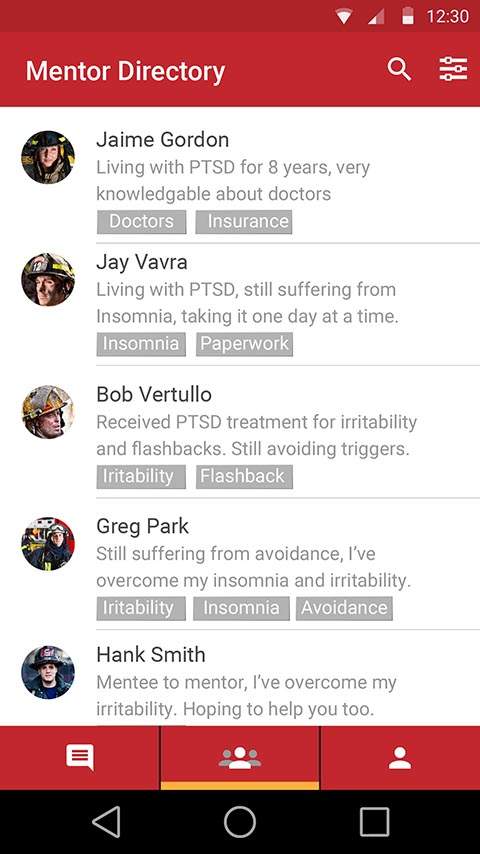 12:30
Mentor Directory
Jaime Gordon
Living with PTSD for 8 years, very
knowledgable about doctors
Doctors Insurance
Jay Vavra
Living with PTSD, still suffering from
Insomnia, taking it one day at a time.
Insomnia Paperwork
Bob Vertullo
Received PTSD treatment for irritability
and flashbacks. Still avoiding triggers.
Iritability Flashback
Greg Park
Still suffering from avoidance, I’ve
overcome my insomnia and irritability.
Iritability Insomnia Avoidance
Hank Smith
Mentee to mentor, I’ve overcome my
irritability. Hoping to help you too.